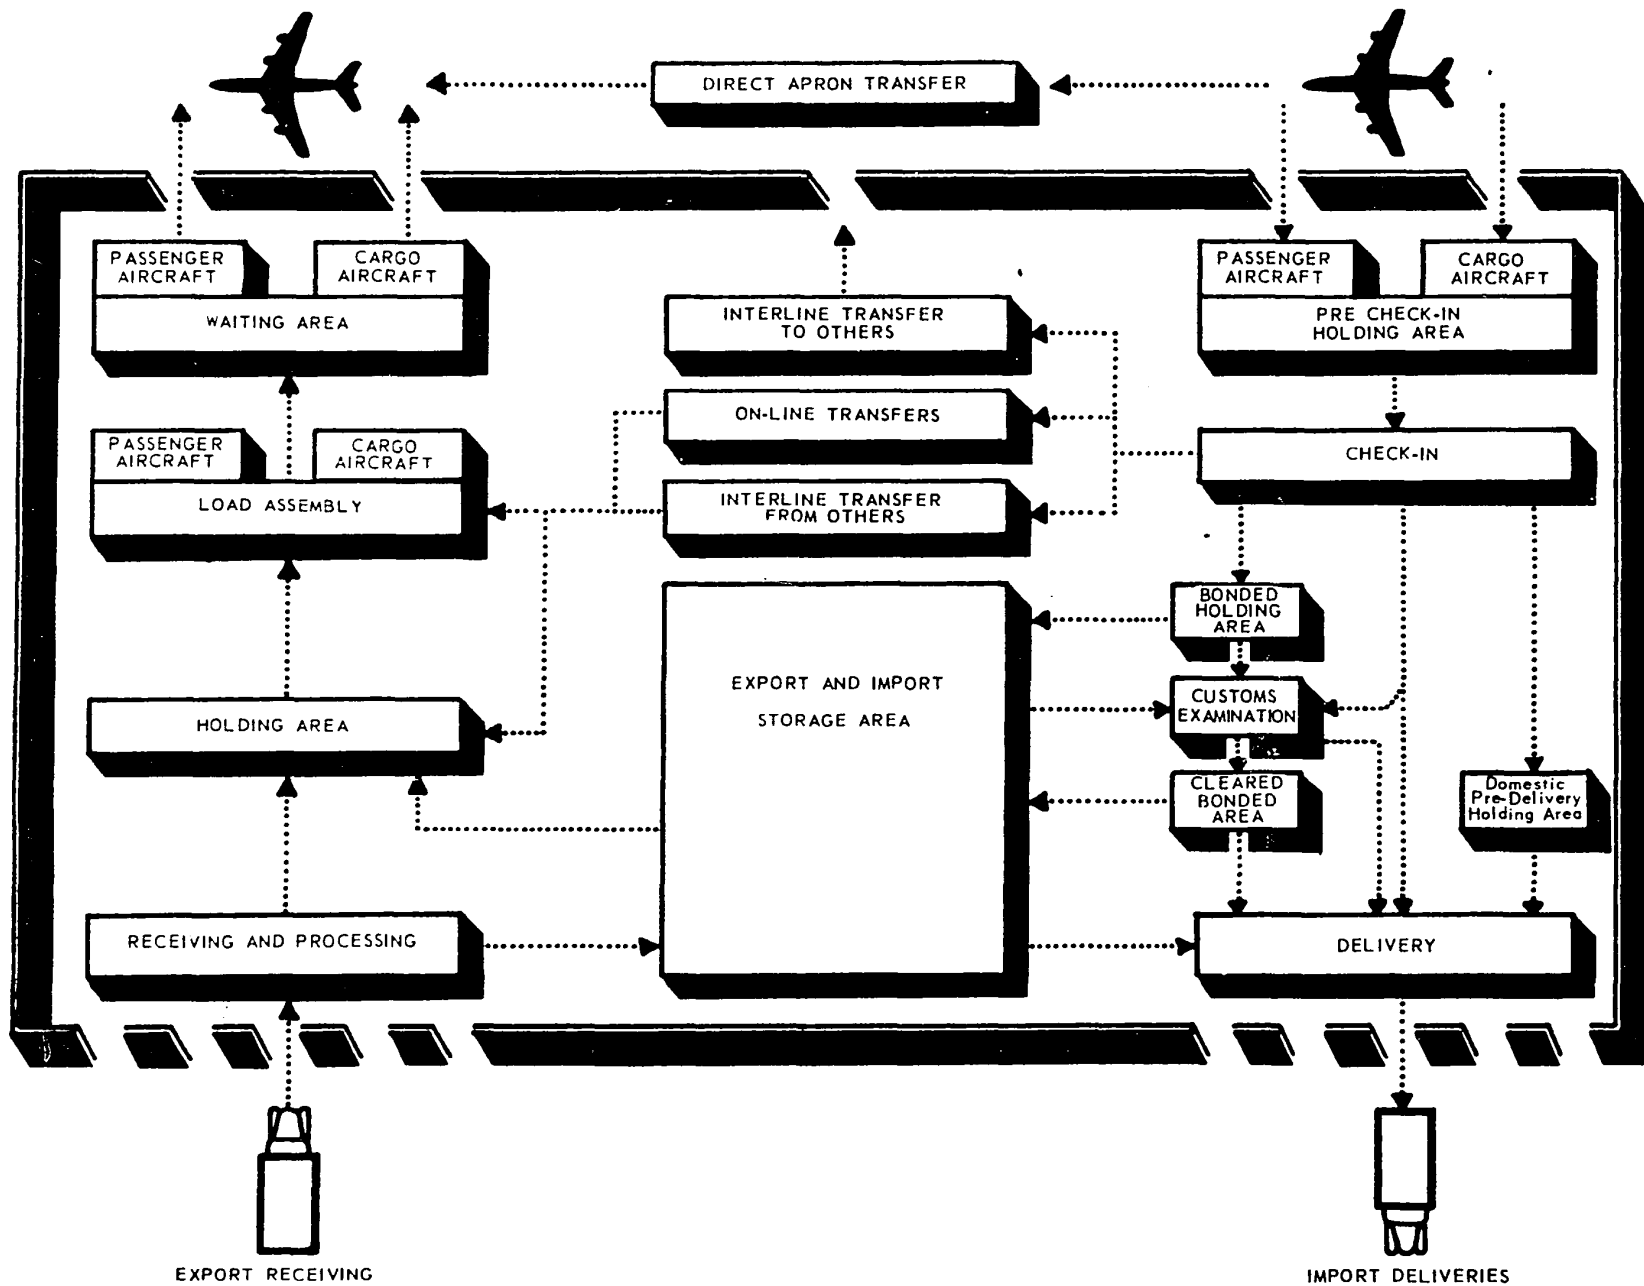 DIRECT APRON TRANSFER
PASSENGER
AIRCRAFT
CARGO
AIRCRAFT
WAITING AREA
INTERLINE TRANSFER
TO OTHERS
PASSENGER
AIRCRAFT
CARGO
AIRCRAFT
PRE CHECK-IN
HOLDING AREA
PASSENGER
AIRCRAFT
CARGO
AIRCRAFT
LOAD ASSEMBLY
ON-LINE TRANSFERS
INTERLINE TRANSFER
FROM OTHERS
CHECK-IN
BONDED
HOLDING
AREA
EXPORT AND IMPORT
STORAGE AREA
CUSTOMS
EXAMINATION
HOLDING AREA
CLEARED
BONDED
AREA
Domestic
Pre-Delivery
Holding Area
RECEIVING AND PROCESSING
DELIVERY
EXPORT RECEIVING
IMPORT DELIVERIES